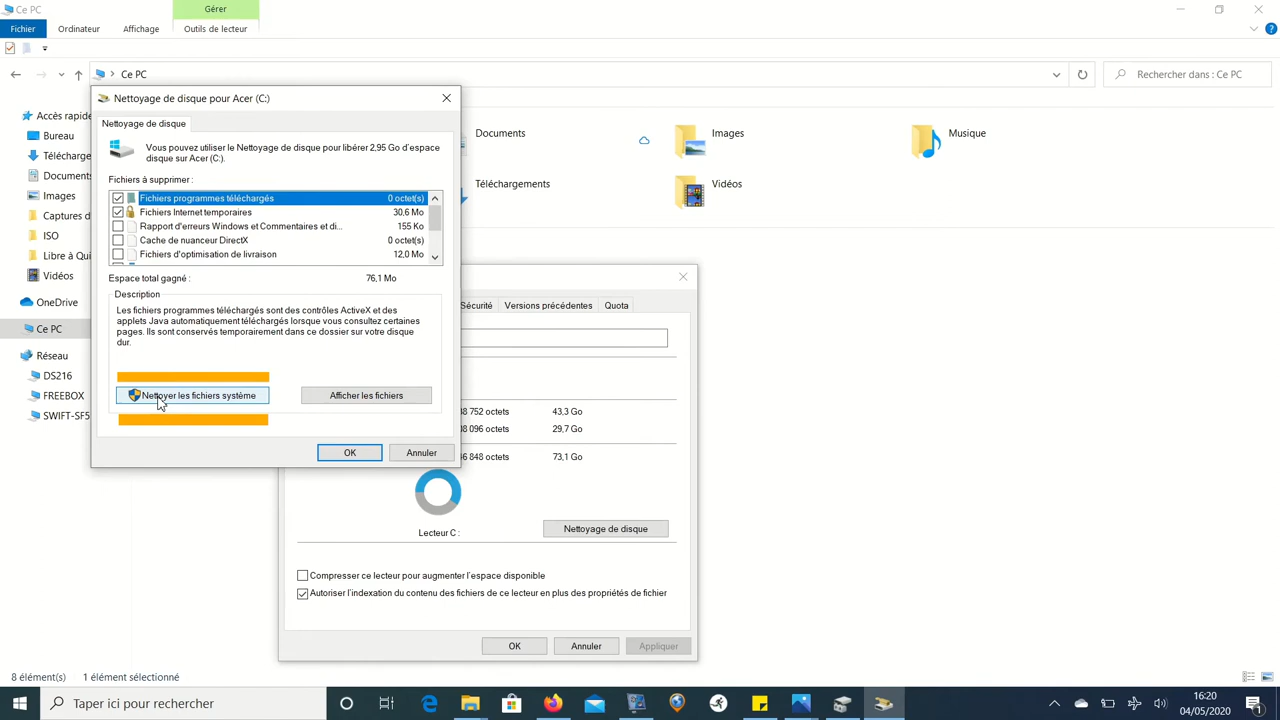 Ce PC
Gérer
Fichier
Ordinateur
Affichage
Outils de lecteur
Ce PC
Rechercher dans : Ce PC
Accès rapide
Bureau
Télécharge
Documents
Images
Captures d
ISO
Libre à Qui
Vidéos
OneDrive
Ce PC
Réseau
DS216
FREEBOX
SWIFT-SF5
Documents
Images
Musique
Téléchargements
Vidéos
Nettoyage de disque pour Acer (C:)
Nettoyage de disque
Vous pouvez utiliser le Nettoyage de disque pour libérer 2,95 Go d'espace
disque sur Acer (C:).
Fichiers à supprimer :
Fichiers programmes téléchargés 0 octet(s)
Fichiers Internet temporaires 30,6 Mo
Rapport d'erreurs Windows et Commentaires et di... 155 Ko
Cache de nuanceur DirectX 0 octet(s)
Fichiers d'optimisation de livraison 12,0 Mo
Espace total gagné : 76,1 Mo
Description
Les fichiers programmes téléchargés sont des contrôles ActiveX et des
applets Java automatiquement téléchargés lorsque vous consultez certaines
pages. Ils sont conservés temporairement dans ce dossier sur votre disque
dur.
Nettoyer les fichiers système
Afficher les fichiers
OK
Annuler
Sécurité
Versions précédentes
Quota
8 752 octets 43,3 Go
8 096 octets 29,7 Go
6 848 octets 73,1 Go
Lecteur C :
Nettoyage de disque
Compresser ce lecteur pour augmenter l'espace disponible
Autoriser l'indexation du contenu des fichiers de ce lecteur en plus des propriétés de fichier
OK
Annuler
Appliquer
8 élément(s)
1 élément sélectionné
Taper ici pour rechercher
16:20
04/05/2020
1